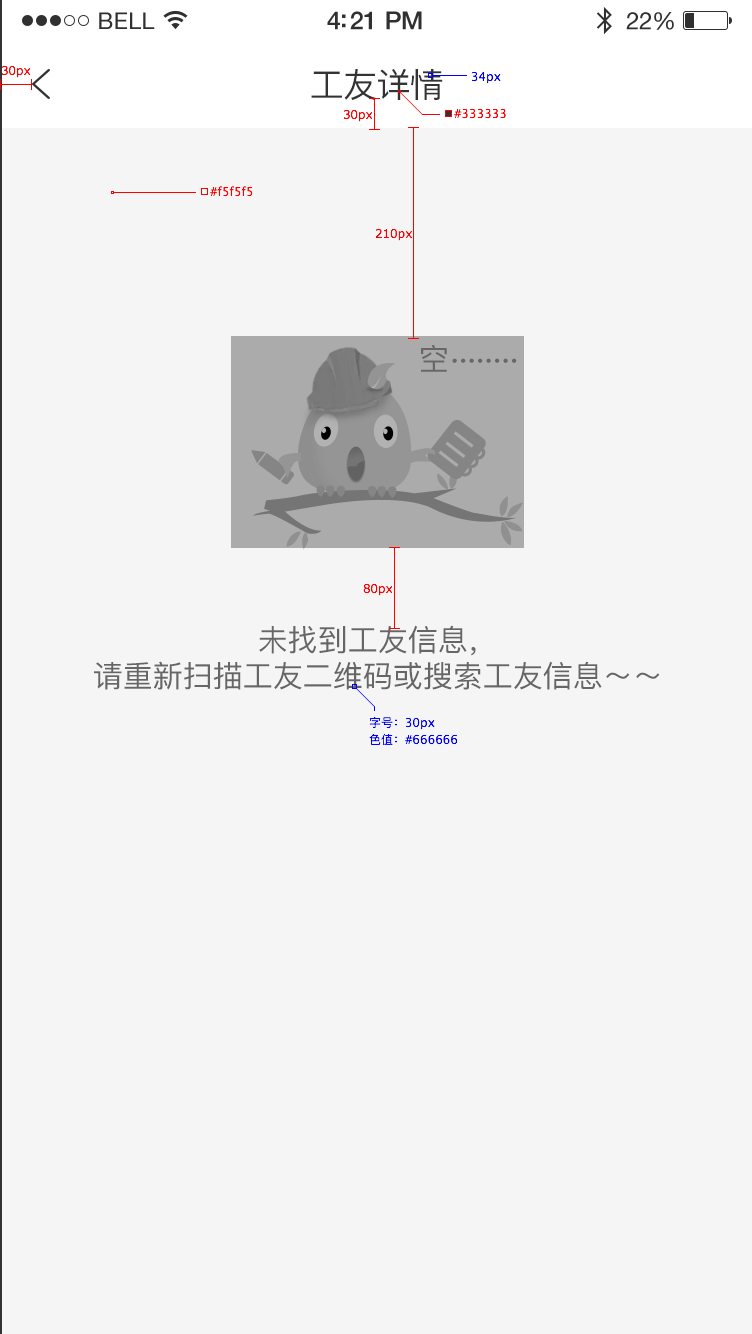 BELL
4:21 PM
22%
30px
工友详情
34px
30px
#333333
#f5f5f5
210px
空········
80px
未找到工友信息，
请重新扫描工友二维码或搜索工友信息～～
字号：30px
色值：#666666